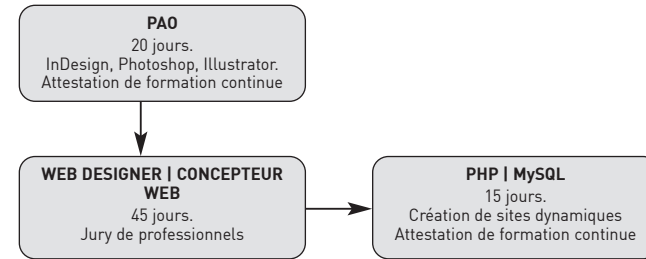 PAO
20 jours.
InDesign, Photoshop, Illustrator.
Attestation de formation continue
WEB DESIGNER | CONCEPTEUR
WEB
45 jours.
Jury de professionnels
PHP | MySQL
15 jours.
Création de sites dynamiques
Attestation de formation continue